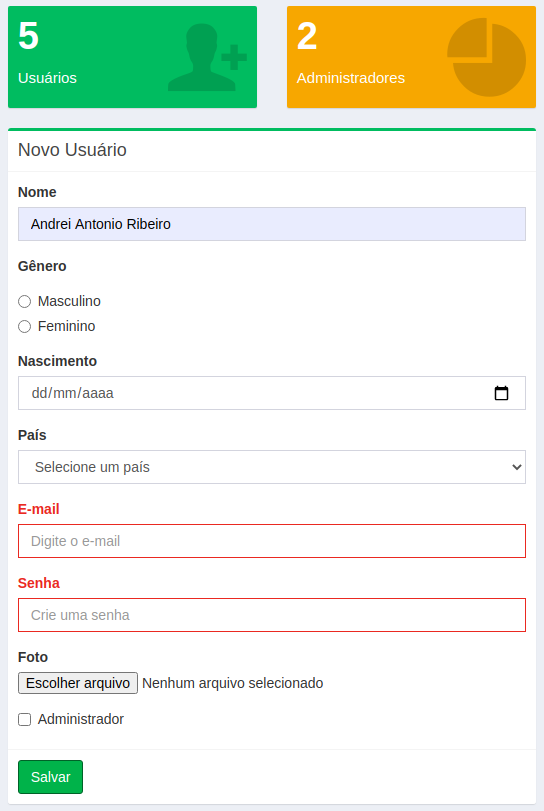 5
Usuários
2
Administradores
Novo Usuário
Nome
Andrei Antonio Ribeiro
Gênero
Masculino
Feminino
Nascimento
dd/mm/aaaa
País
Selecione um país
E-mail
Digite o e-mail
Senha
Crie uma senha
Foto
Escolher arquivo Nenhum arquivo selecionado
Administrador
Salvar